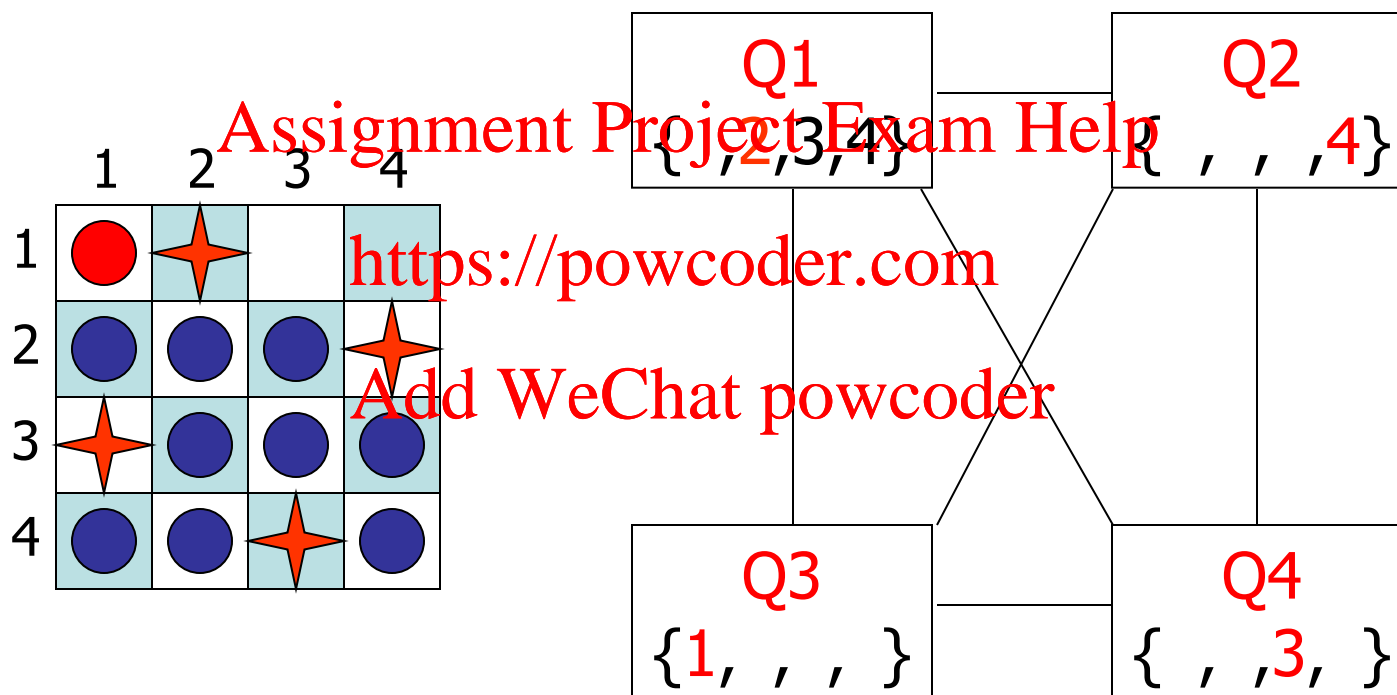 Q1 Q2
{ ,2,3,4} { , , ,4}
Assignment Project Exam Help
1 2 3 4
1
https://powcoder.com
2
Add WeChat powcoder
3
4
Q3 Q4
{1, , , } { , ,3, }